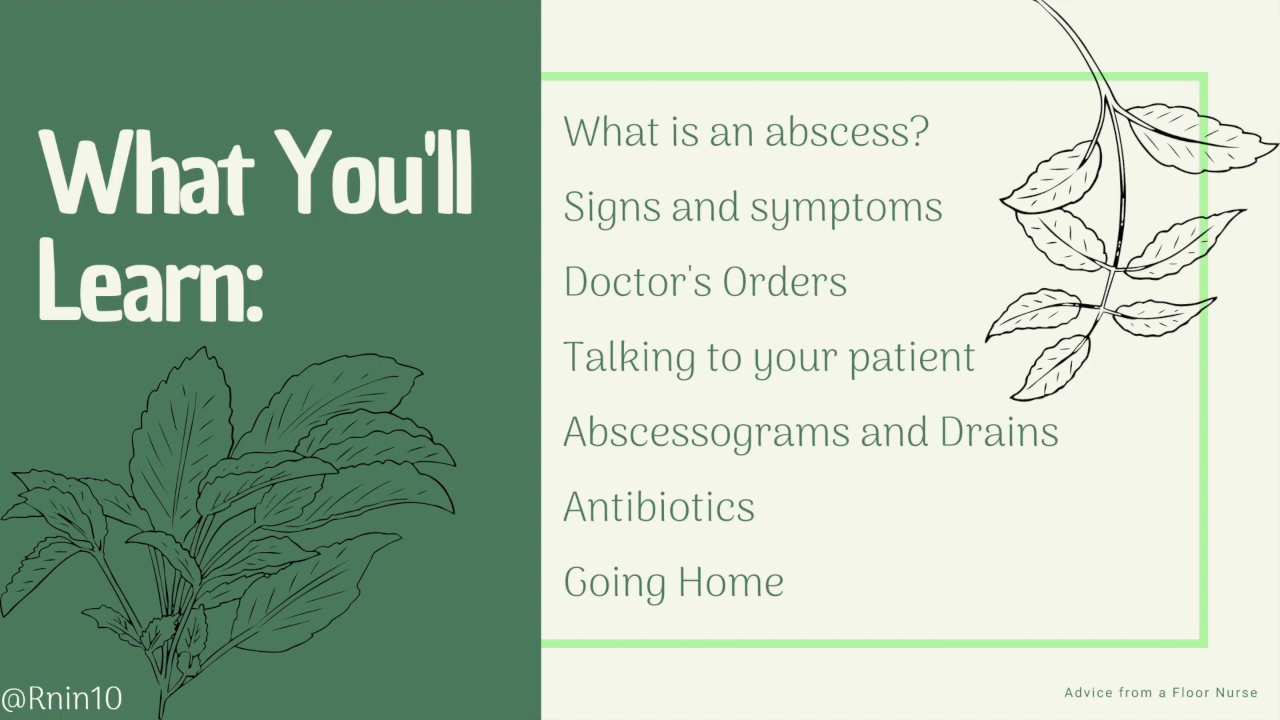 What You'll
Learn:
What is an abscess?
Signs and symptoms
Doctor's Orders
Talking to your patient
Abscessograms and Drains
Antibiotics
Going Home
@Rnin10
Advice from a Floor Nurse